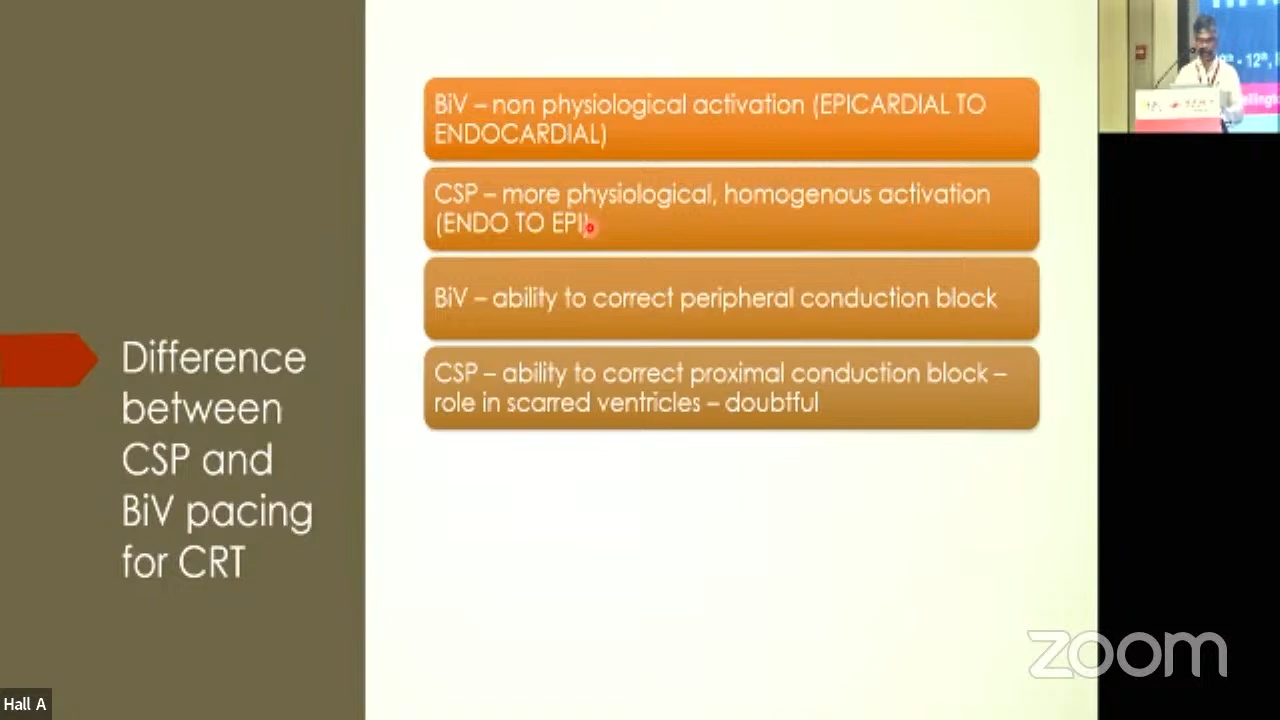 BiV – non physiological activation (EPICARDIAL TO
ENDOCARDIAL)
CSP – more physiological, homogenous activation
(ENDO TO EPI)
BiV – ability to correct peripheral conduction block
CSP – ability to correct proximal conduction block –
role in scarred ventricles – doubtful
Difference
between
CSP and
BiV pacing
for CRT
zoom
Hall A